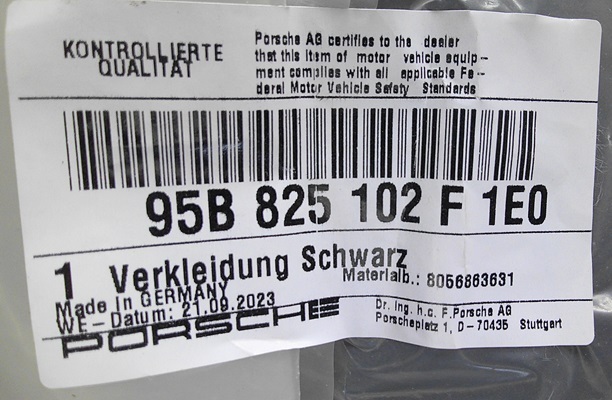 KONTROLLIERTE
QUALITÄT
Porsche AG certifies to the dealer
that this item of motor vehicle equip-
ment complies with all applicable Fe-
deral Motor Vehicle Safety Standards
95B 825 102 F 1E0
1 Verkleidung Schwarz
Materialb.: 8056863631
Made in GERMANY
WE-Datum: 21.09.2023
PORSCHE
Dr. Ing. h.c. F.Porsche AG
Porscheplatz 1, D-70435 Stuttgart